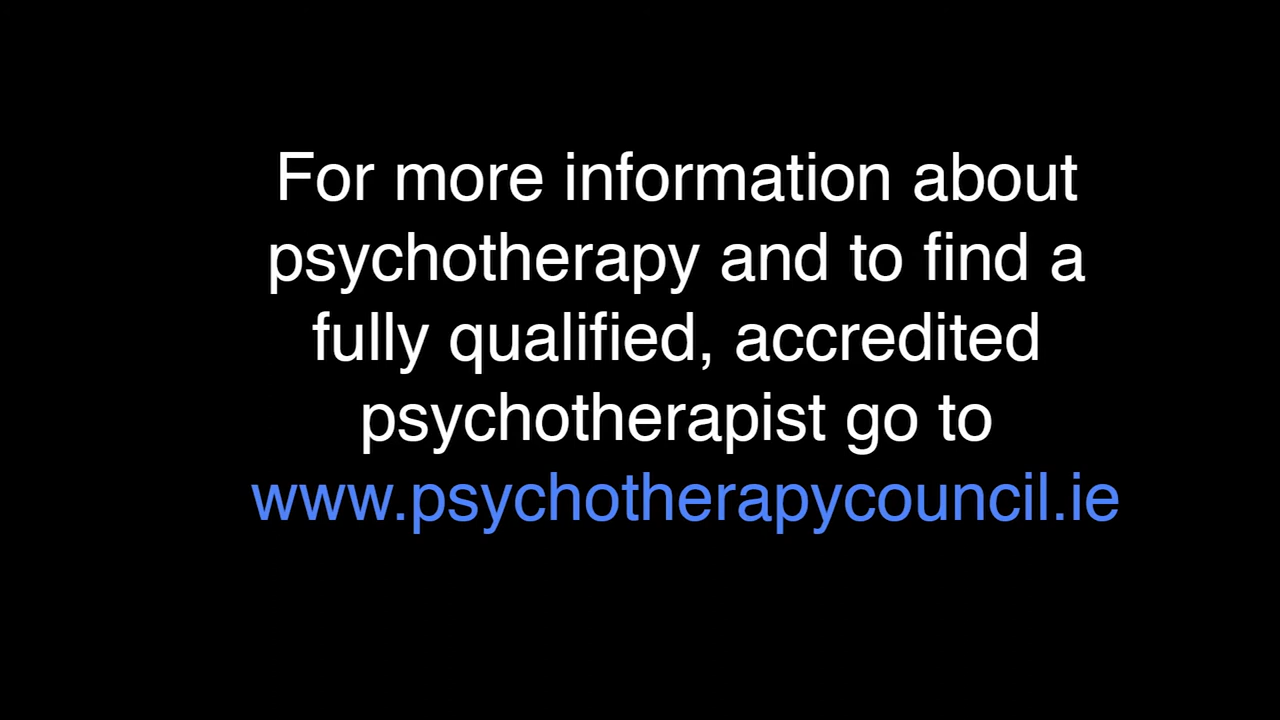 For more information about
psychotherapy and to find a
fully qualified, accredited
psychotherapist go to
www.psychotherapycouncil.ie